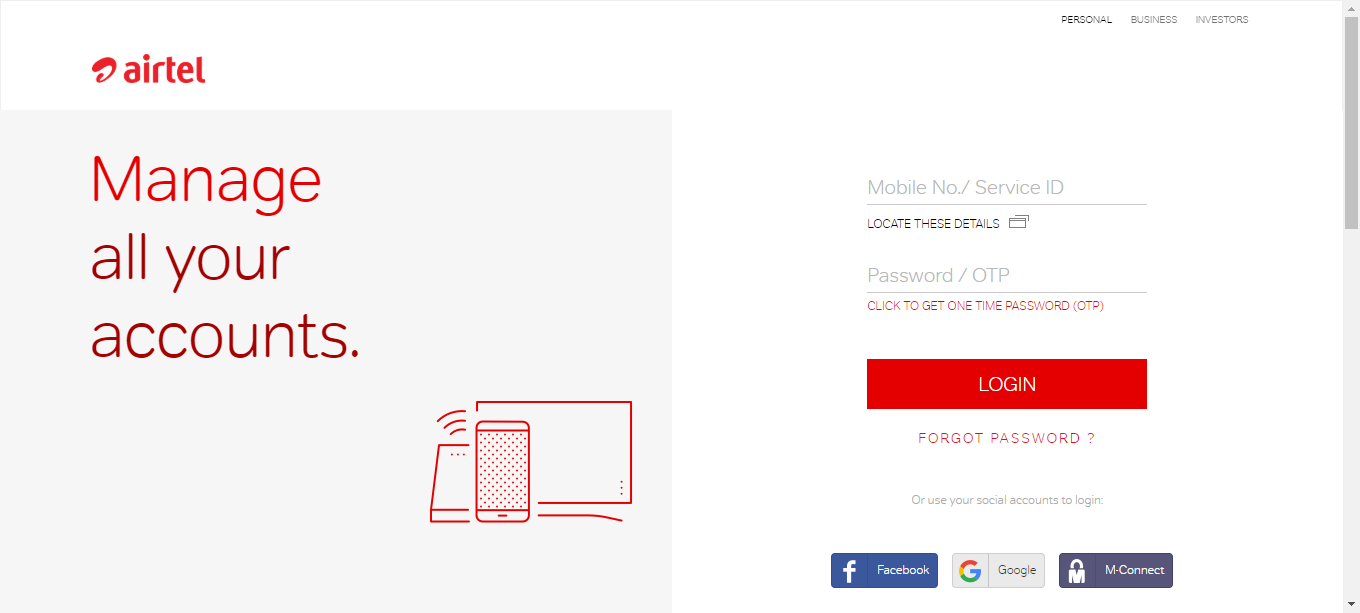 PERSONAL BUSINESS INVESTORS
airtel
Manage
all your
accounts.
Mobile No./ Service ID
LOCATE THESE DETAILS
Password / OTP
CLICK TO GET ONE TIME PASSWORD (OTP)
LOGIN
FORGOT PASSWORD ?
Or use your social accounts to login:
Facebook Google M-Connect